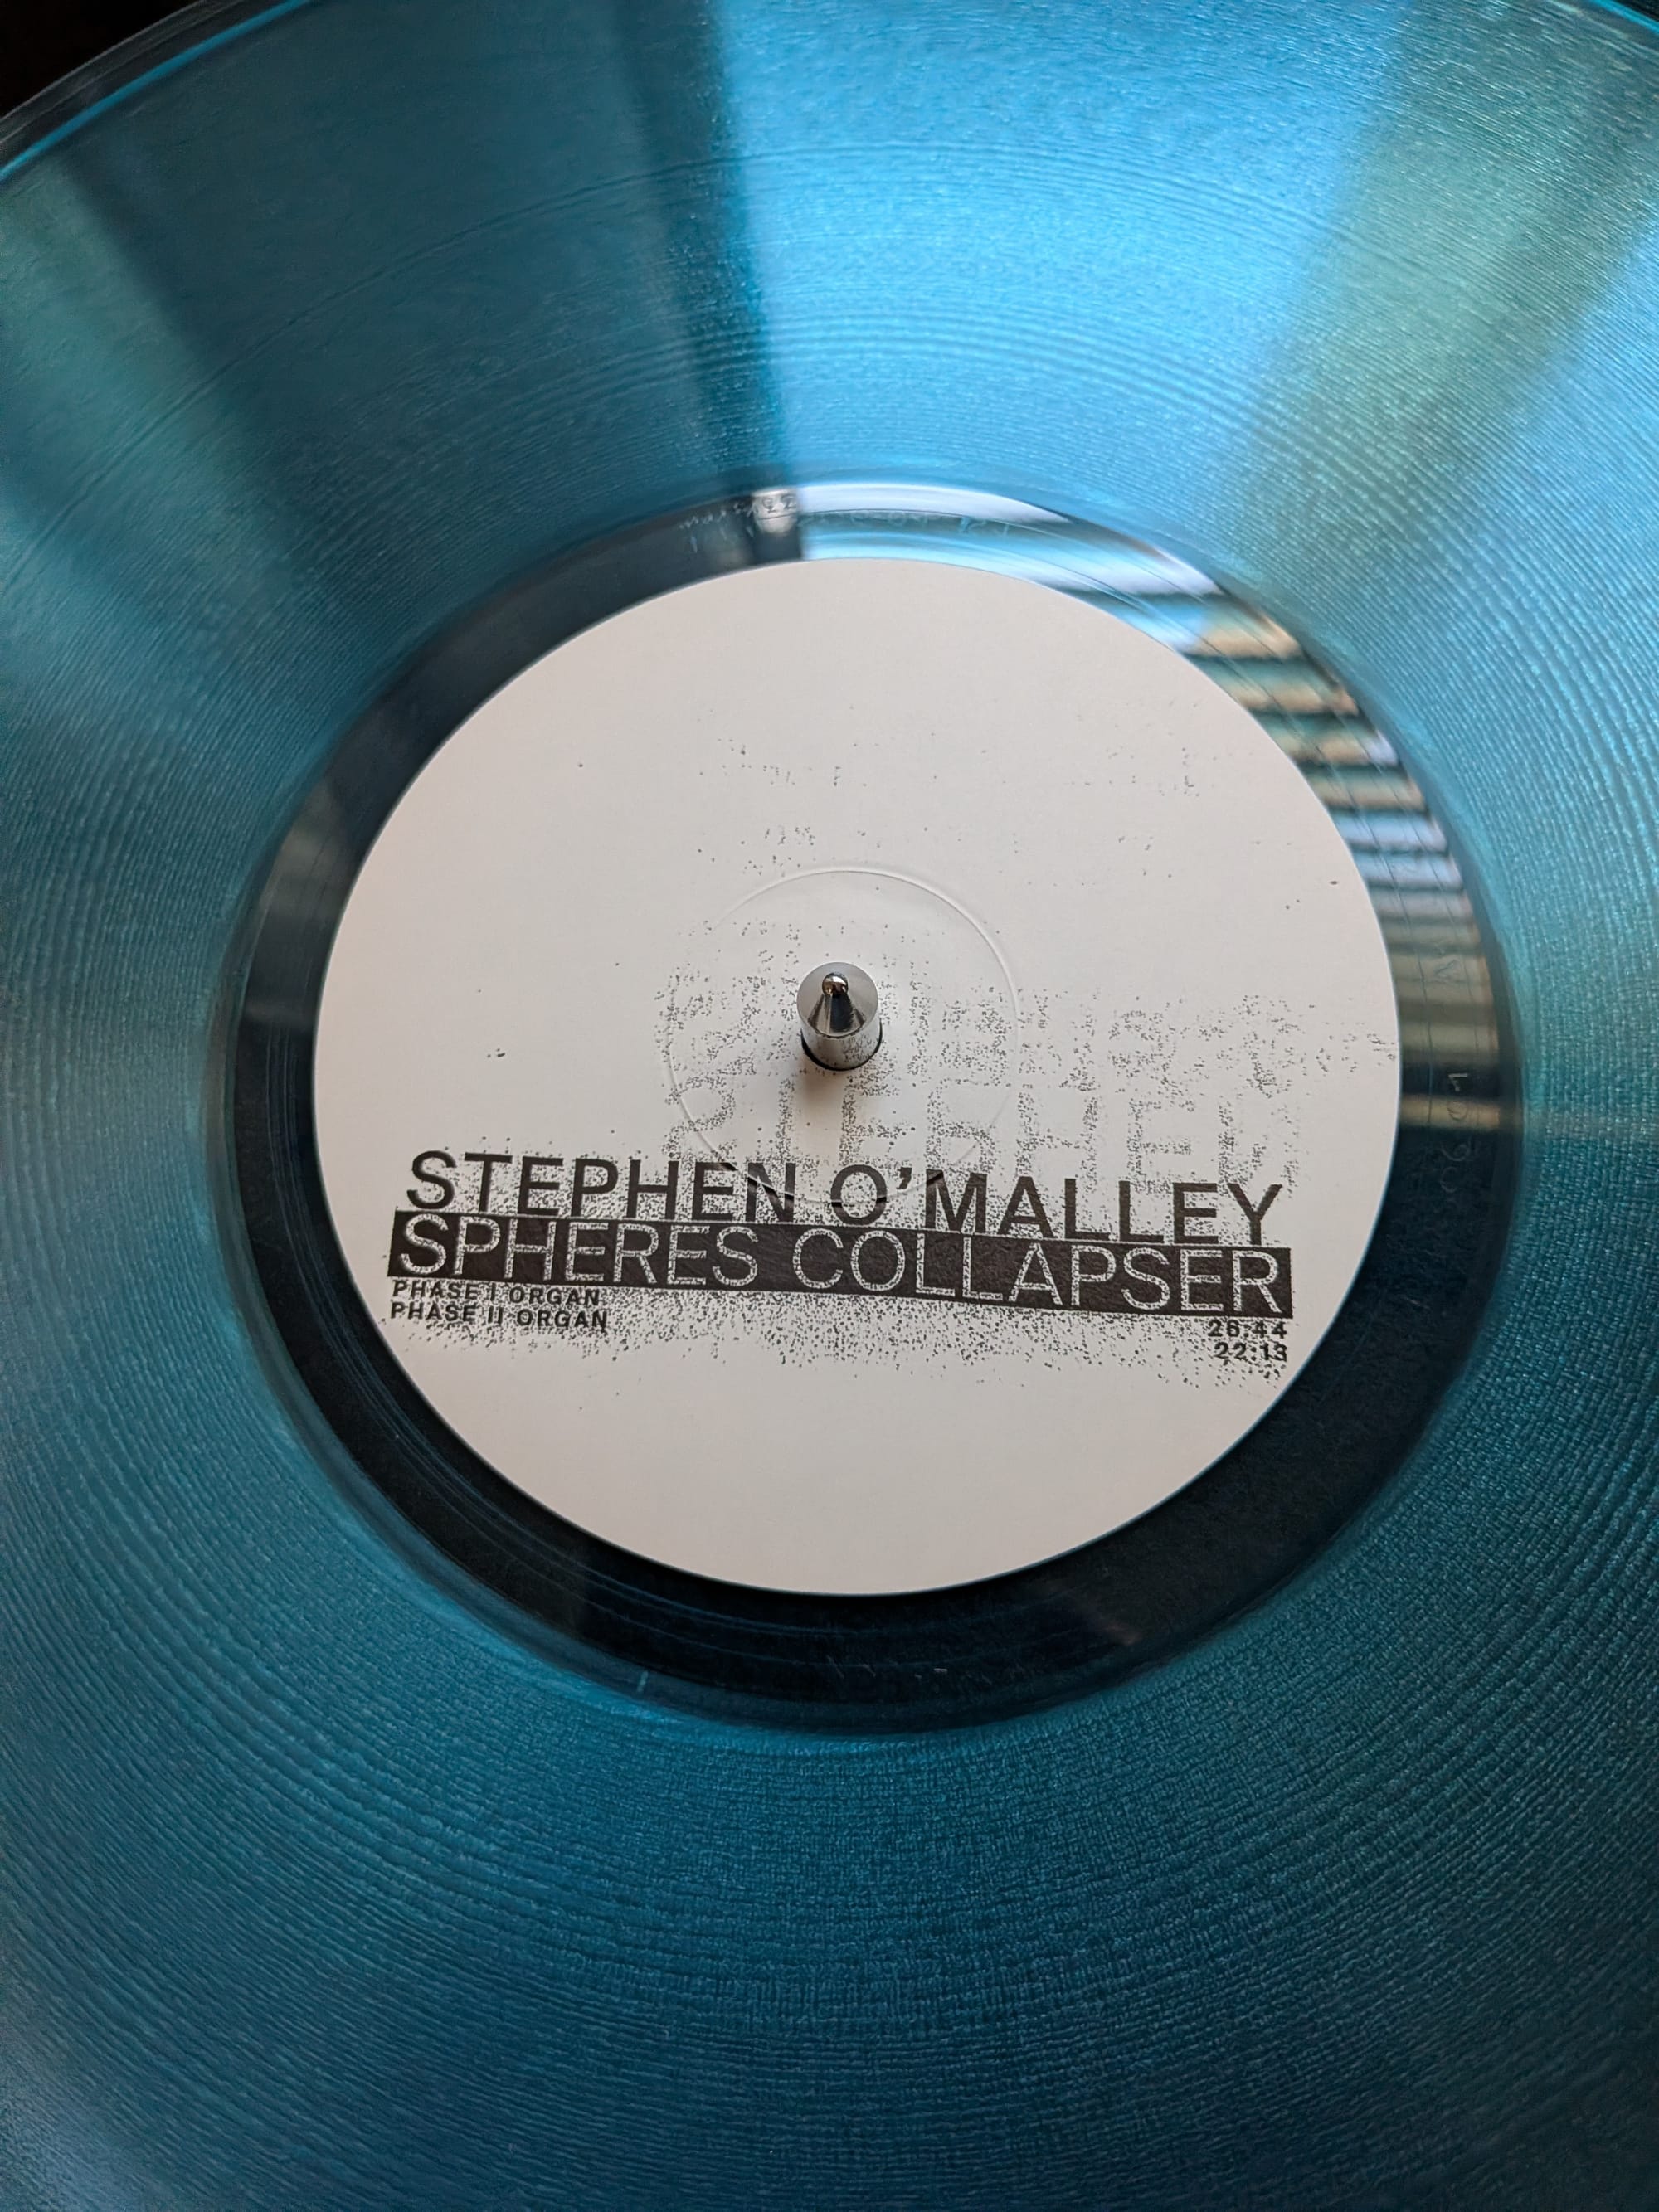 STEPHEN O’MALLEY
SPHERES COLLAPSER
PHASE I ORGAN 26:44
PHASE II ORGAN 22:13